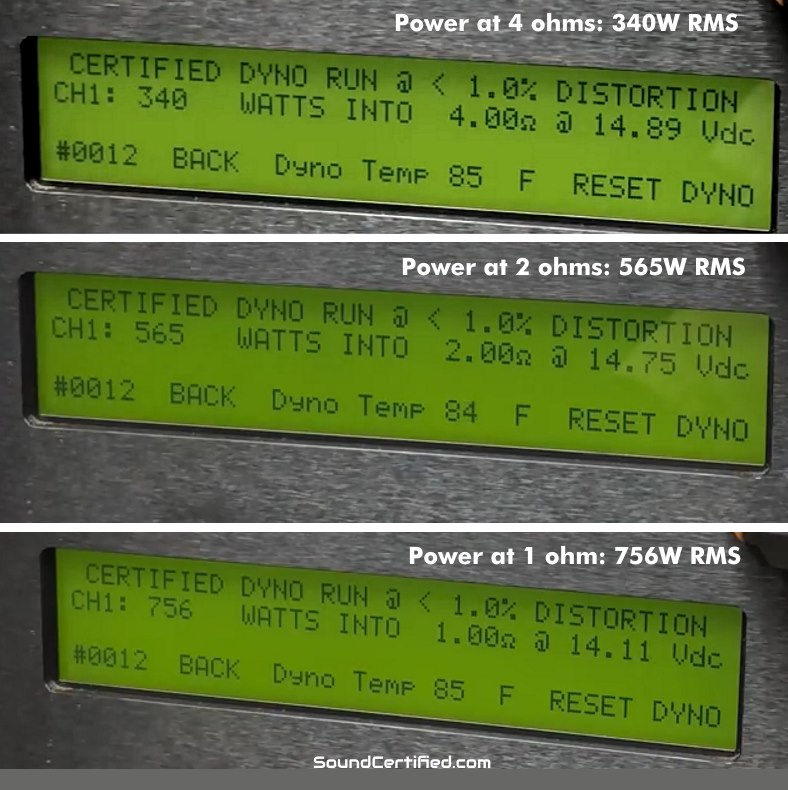 Power at 4 ohms: 340W RMS
CERTIFIED DYNO RUN @ < 1.0% DISTORTION
CH1: 340 WATTS INTO 4.00Ω @ 14.89 Vdc
#0012 BACK Dyno Temp 85 F RESET DYNO
Power at 2 ohms: 565W RMS
CERTIFIED DYNO RUN @ < 1.0% DISTORTION
CH1: 565 WATTS INTO 2.00Ω @ 14.75 Vdc
#0012 BACK Dyno Temp 84 F RESET DYNO
Power at 1 ohm: 756W RMS
CERTIFIED DYNO RUN @ < 1.0% DISTORTION
CH1: 756 WATTS INTO 1.00Ω @ 14.11 Vdc
#0012 BACK Dyno Temp 85 F RESET DYNO
SoundCertified.com